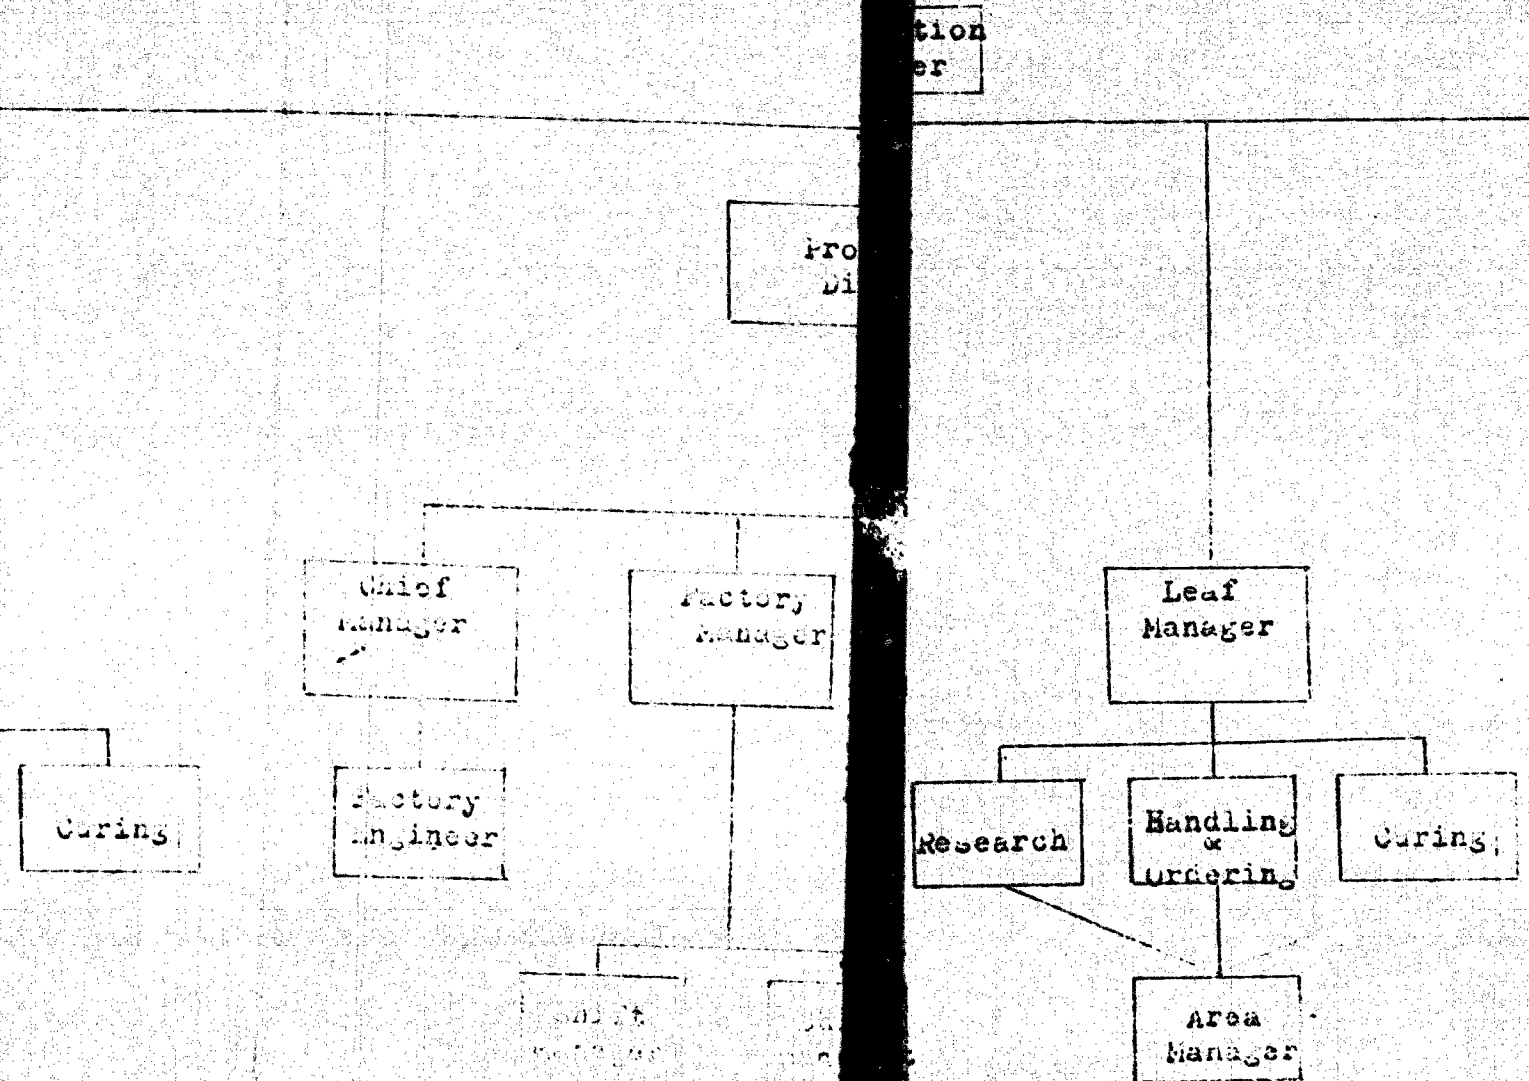 tion
er
Pro
Di
Chief
Manager
Factory
Manager
Leaf
Manager
Curing
Factory
Engineer
Research
Handling
&
Ordering
Curing
Shift
Area
Manager